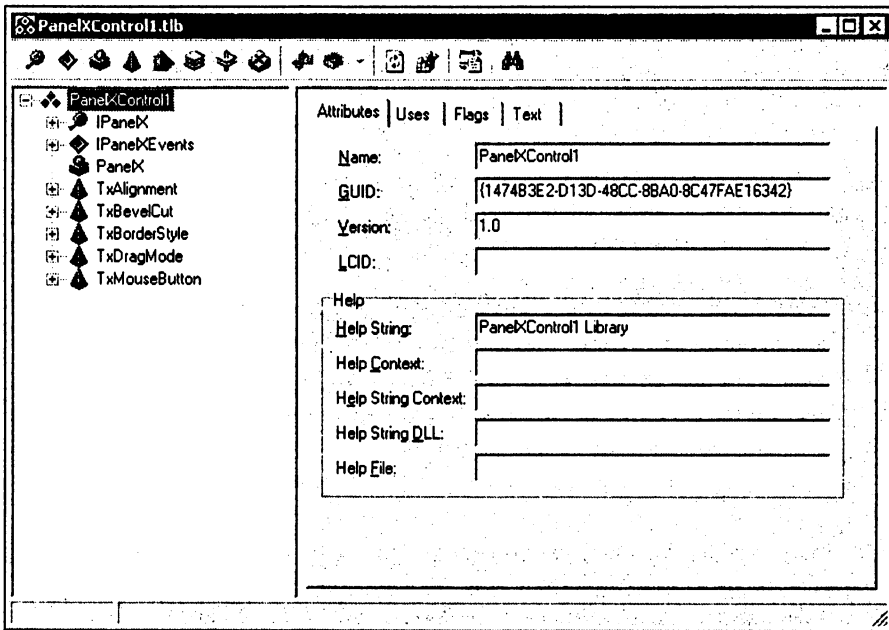 PanelXControl1.tlb
PanelXControl1
IPanelX
IPanelXEvents
PanelX
TxAlignment
TxBevelCut
TxBorderStyle
TxDragMode
TxMouseButton
Attributes Uses Flags Text
Name: PanelXControl1
GUID: {1474B3E2-D13D-48CC-8BA0-8C47FAE16342}
Version: 1.0
LCID:
Help
Help String: PanelXControl1 Library
Help Context:
Help String Context:
Help String DLL:
Help File: